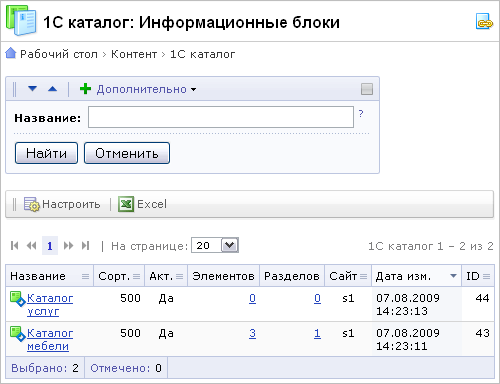 1С каталог: Информационные блоки
Рабочий стол › Контент › 1С каталог
Дополнительно
Название: ?
Найти Отменить
Настроить Excel
1 На странице: 20 1С каталог 1 – 2 из 2
Название Сорт. Акт. Элементов Разделов Сайт Дата изм. ID
Каталог 500 Да 0 0 s1 07.08.2009 44
услуг 14:23:13
Каталог 500 Да 3 1 s1 07.08.2009 43
мебели 14:23:11
Выбрано: 2 Отмечено: 0